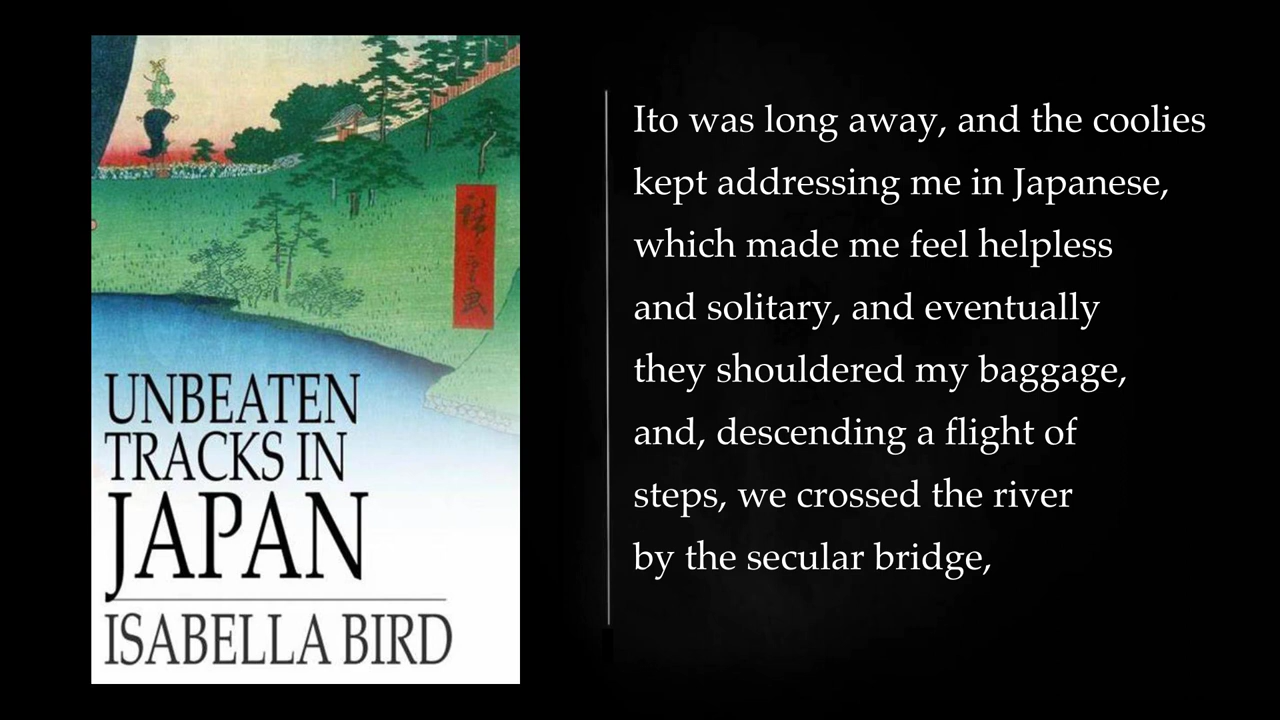 UNBEATEN
TRACKS IN
JAPAN
ISABELLA BIRD
Ito was long away, and the coolies
kept addressing me in Japanese,
which made me feel helpless
and solitary, and eventually
they shouldered my baggage,
and, descending a flight of
steps, we crossed the river
by the secular bridge,